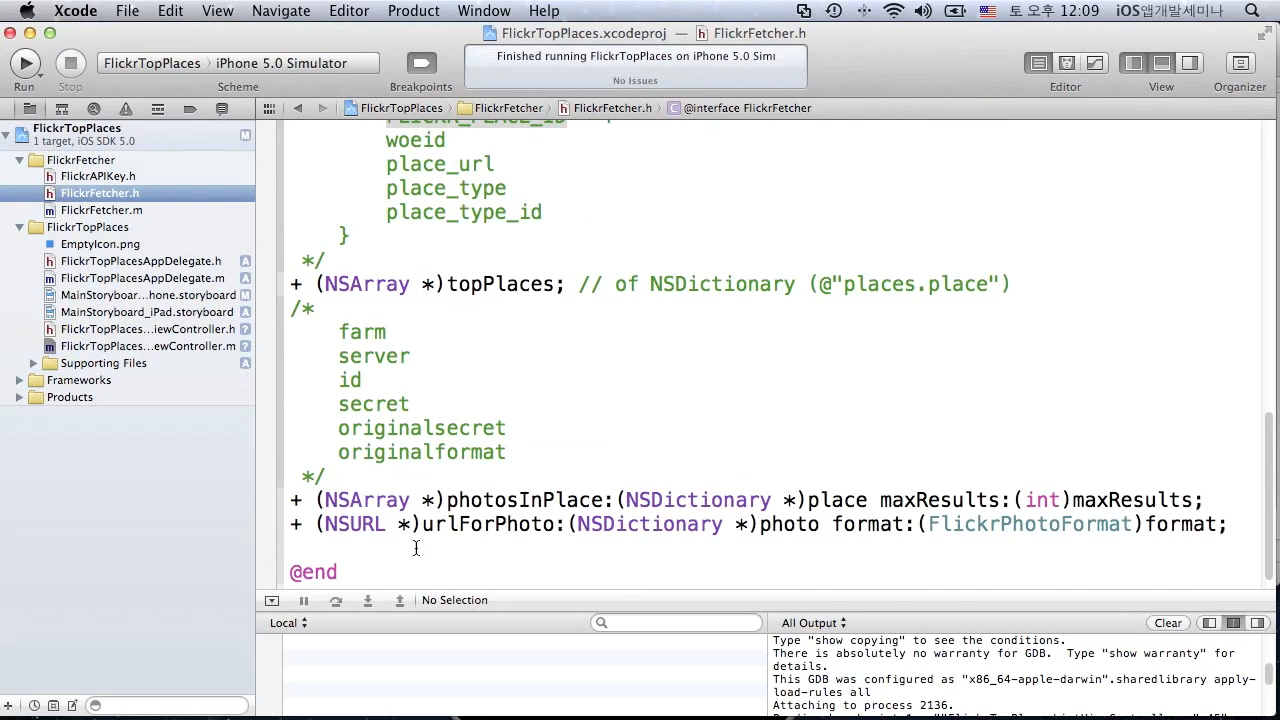 Xcode File Edit View Navigate Editor Product Window Help 토 오후 12:09 iOS앱개발세미나
FlickrTopPlaces.xcodeproj — FlickrFetcher.h
Run Stop FlickrTopPlaces iPhone 5.0 Simulator Scheme Breakpoints
Finished running FlickrTopPlaces on iPhone 5.0 Simu
No Issues
Editor View Organizer
FlickrTopPlaces FlickrFetcher FlickrFetcher.h @interface FlickrFetcher
FlickrTopPlaces M
1 target, iOS SDK 5.0
FlickrFetcher
FlickrAPIKey.h
FlickrFetcher.h
FlickrFetcher.m
FlickrTopPlaces
EmptyIcon.png
FlickrTopPlacesAppDelegate.h A
FlickrTopPlacesAppDelegate.m A
MainStoryboar...hone.storyboard M
MainStoryboard_iPad.storyboard A
FlickrTopPlaces...iewController.h ?
FlickrTopPlaces...ewController.m ?
Supporting Files A
Frameworks
Products
FLICKR_PLACE_ID
woeid
place_url
place_type
place_type_id
}
*/
+ (NSArray *)topPlaces; // of NSDictionary (@"places.place")
/*
farm
server
id
secret
originalsecret
originalformat
*/
+ (NSArray *)photosInPlace:(NSDictionary *)place maxResults:(int)maxResults;
+ (NSURL *)urlForPhoto:(NSDictionary *)photo format:(FlickrPhotoFormat)format;
@end
No Selection
Local
All Output Clear
Type "show copying" to see the conditions.
There is absolutely no warranty for GDB.  Type "show warranty" for
details.
This GDB was configured as "x86_64-apple-darwin".sharedlibrary apply-
load-rules all
Attaching to process 2136.